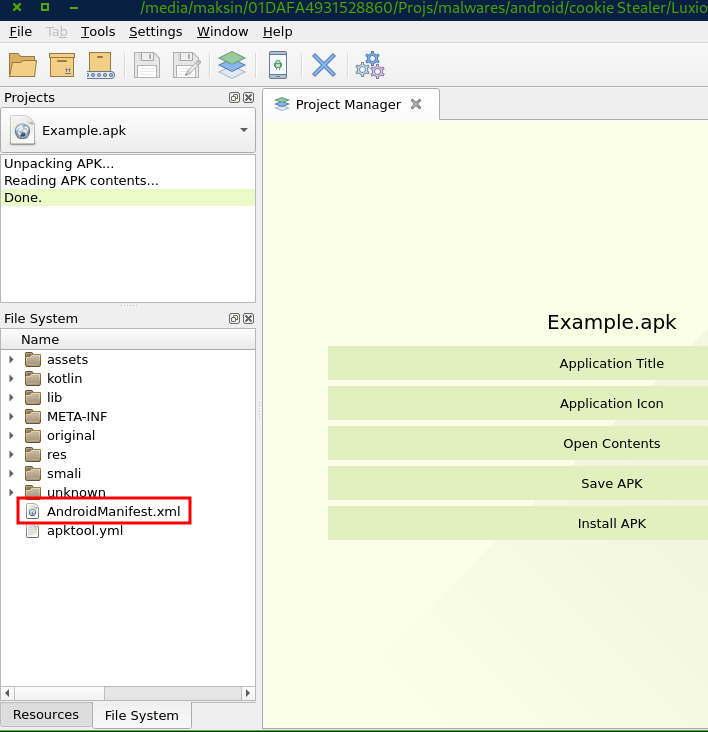 /media/maksin/01DAFA4931528860/Projs/malwares/android/cookie Stealer/Luxio
File Tab Tools Settings Window Help
Projects
Project Manager
Example.apk
Unpacking APK...
Reading APK contents...
Done.
File System
Name
assets
kotlin
lib
META-INF
original
res
smali
unknown
AndroidManifest.xml
apktool.yml
Resources
File System
Example.apk
Application Title
Application Icon
Open Contents
Save APK
Install APK